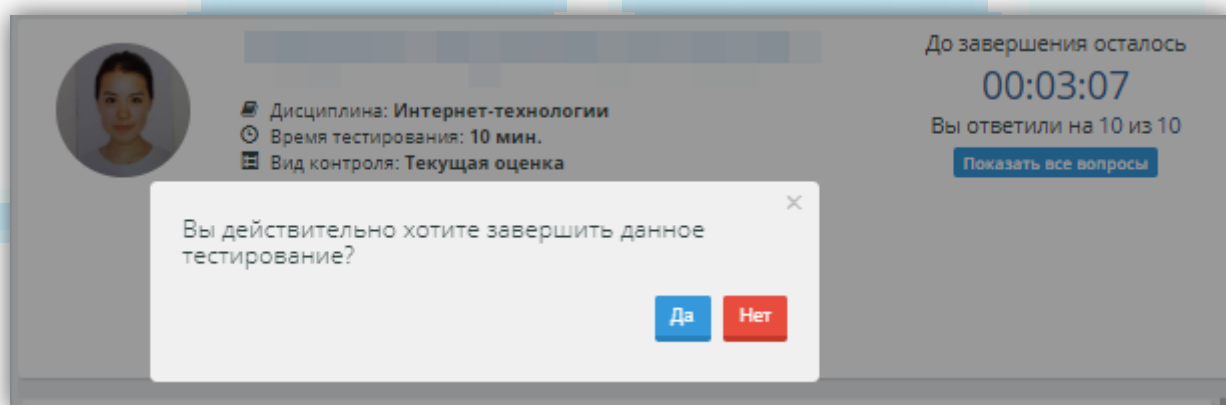 До завершения осталось
00:03:07
Вы ответили на 10 из 10
Показать все вопросы
Дисциплина: Интернет-технологии
Время тестирования: 10 мин.
Вид контроля: Текущая оценка
×
Вы действительно хотите завершить данное
тестирование?
Да Нет